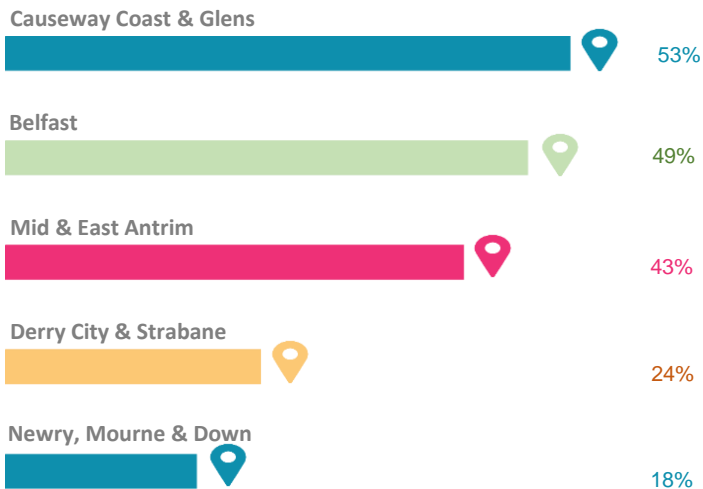 Causeway Coast & Glens
53%
Belfast
49%
Mid & East Antrim
43%
Derry City & Strabane
24%
Newry, Mourne & Down
18%